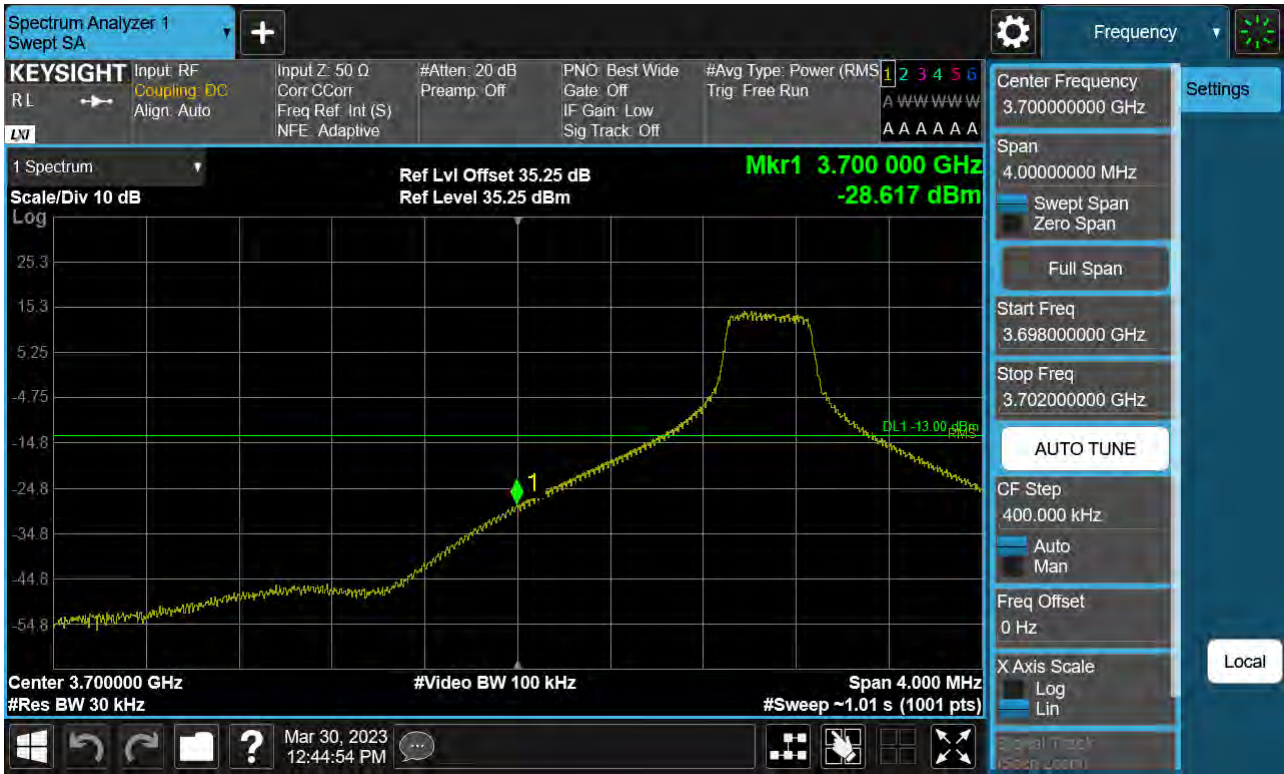 Spectrum Analyzer 1
Swept SA
+
Frequency
KEYSIGHT
RL
LXI
Input: RF
Coupling: DC
Align: Auto
Input Z: 50 Ω
Corr CCorr
Freq Ref: Int (S)
NFE: Adaptive
#Atten: 20 dB
Preamp: Off
PNO: Best Wide
Gate: Off
IF Gain: Low
Sig Track: Off
#Avg Type: Power (RMS
Trig: Free Run
1 2 3 4 5 6
A W W W W W
A A A A A A
1 Spectrum
Scale/Div 10 dB
Log
Ref Lvl Offset 35.25 dB
Ref Level 35.25 dBm
Mkr1 3.700 000 GHz
-28.617 dBm
25.3
15.3
5.25
-4.75
-14.8
-24.8
-34.8
-44.8
-54.8
1
DL1 -13.00 dBm
RMS
Center 3.700000 GHz
#Res BW 30 kHz
#Video BW 100 kHz
Span 4.000 MHz
#Sweep ~1.01 s (1001 pts)
Center Frequency
3.700000000 GHz
Settings
Span
4.00000000 MHz
Swept Span
Zero Span
Full Span
Start Freq
3.698000000 GHz
Stop Freq
3.702000000 GHz
AUTO TUNE
CF Step
400.000 kHz
Auto
Man
Freq Offset
0 Hz
X Axis Scale
Log
Lin
Signal Track
(Span Zoom)
Local
?
Mar 30, 2023
12:44:54 PM